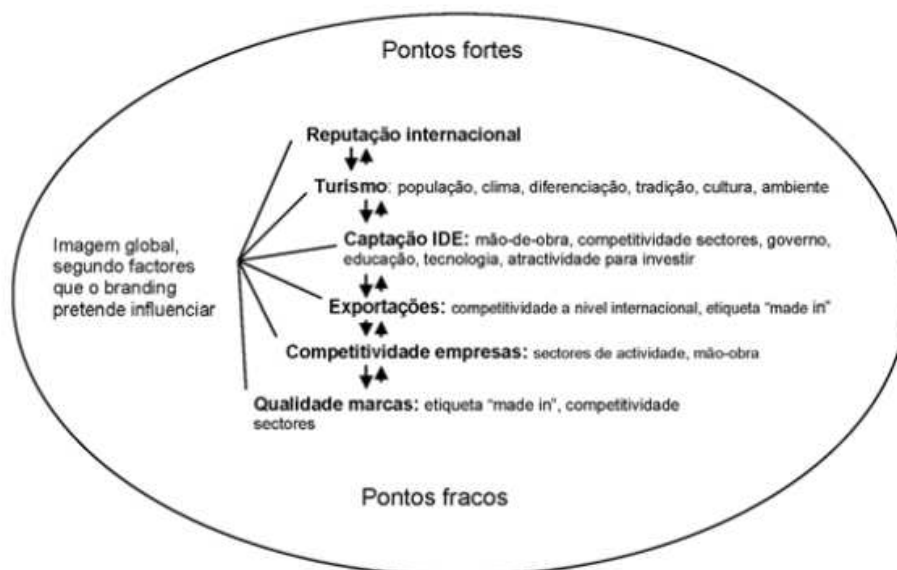 Pontos fortes
Reputação internacional
Turismo: população, clima, diferenciação, tradição, cultura, ambiente
Captação IDE: mão-de-obra, competitividade sectores, governo,
educação, tecnologia, atractividade para investir
Imagem global,
segundo factores
que o branding
pretende influenciar
Exportações: competitividade a nivel internacional, etiqueta “made in”
Competitividade empresas: sectores de actividade, mão-obra
Qualidade marcas: etiqueta “made in”, competitividade
sectores
Pontos fracos